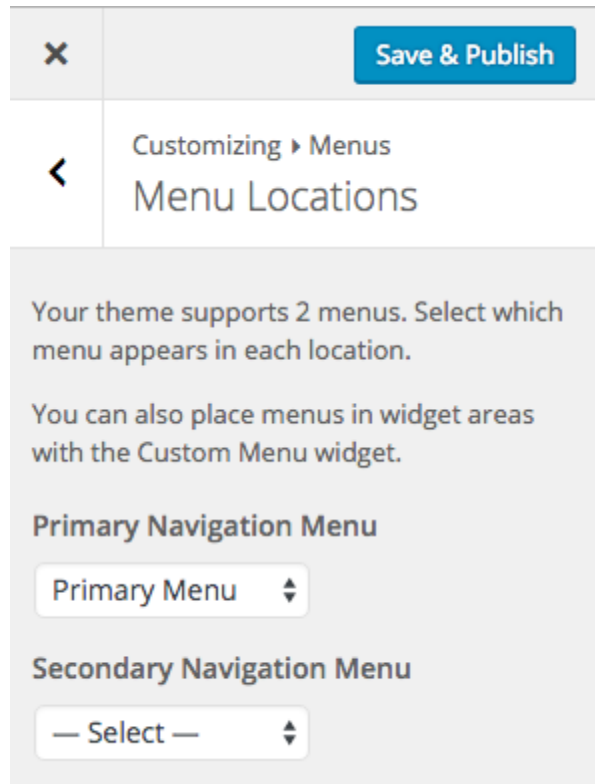 Save & Publish
Customizing ▸ Menus
Menu Locations
Your theme supports 2 menus. Select which
menu appears in each location.
You can also place menus in widget areas
with the Custom Menu widget.
Primary Navigation Menu
Primary Menu
Secondary Navigation Menu
— Select —